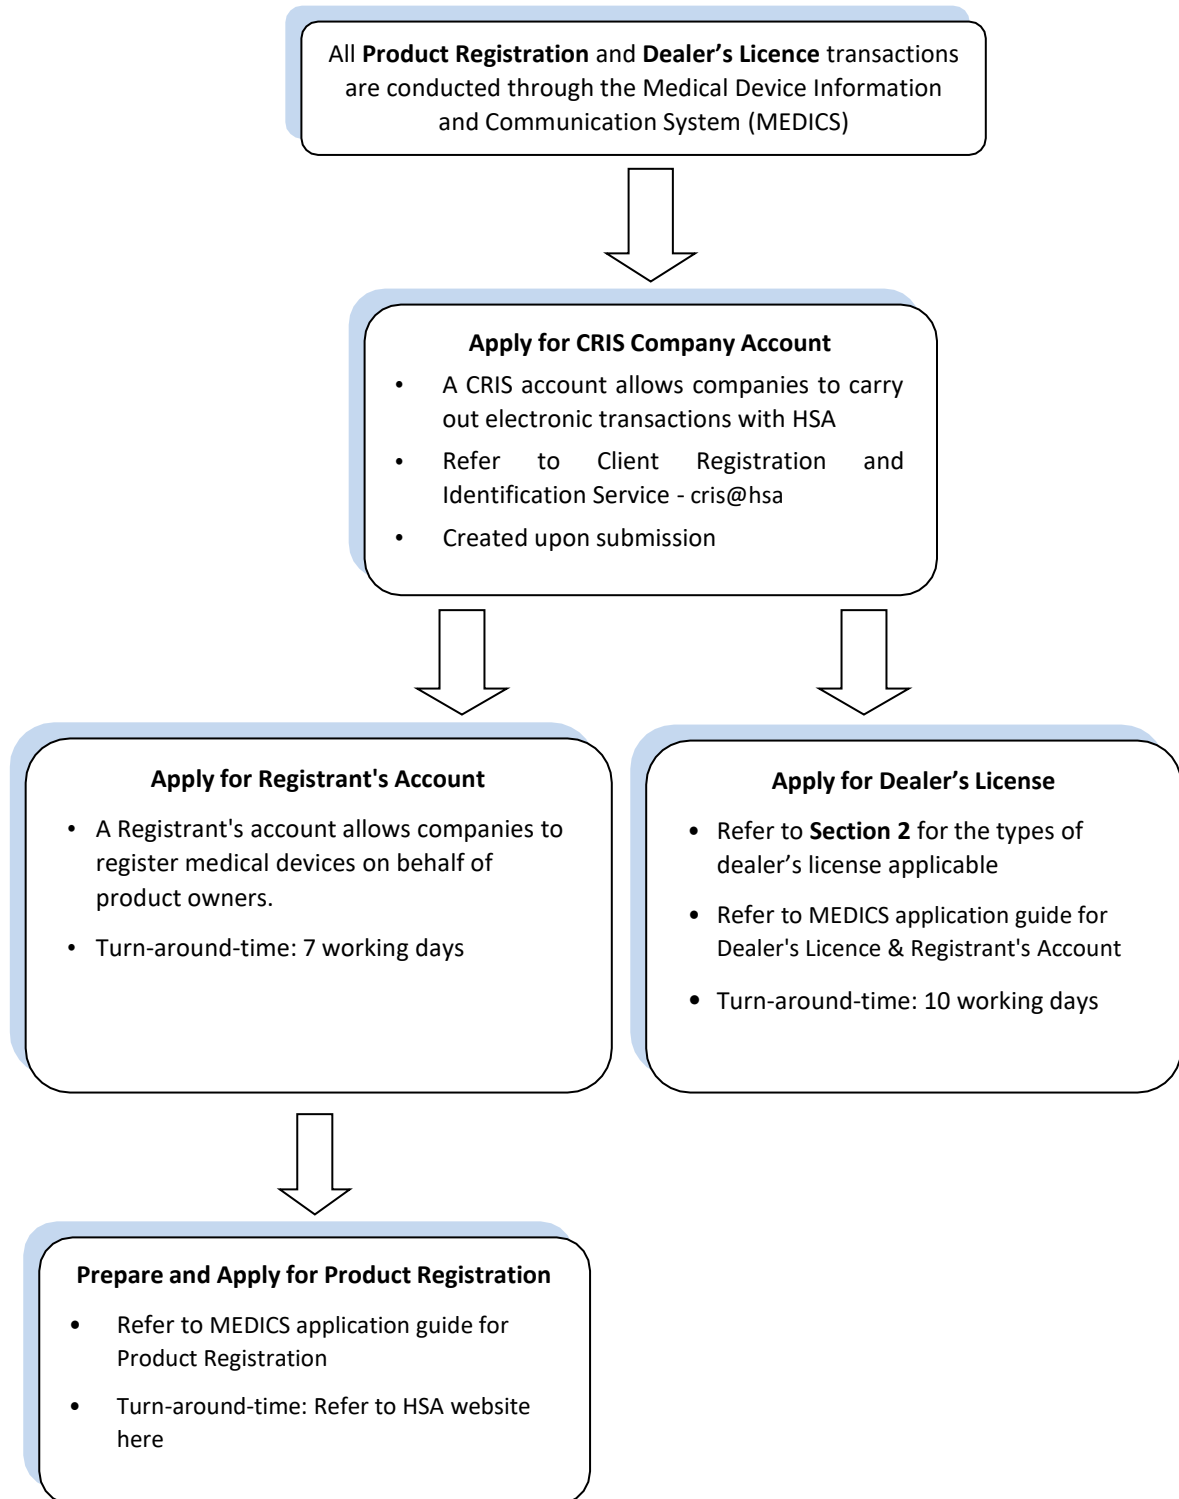 All Product Registration and Dealer’s Licence transactions
are conducted through the Medical Device Information
and Communication System (MEDICS)
Apply for CRIS Company Account
• A CRIS account allows companies to carry
out electronic transactions with HSA
• Refer to Client Registration and
Identification Service - cris@hsa
• Created upon submission
Apply for Registrant's Account
• A Registrant's account allows companies to
register medical devices on behalf of
product owners.
• Turn-around-time: 7 working days
Apply for Dealer’s License
• Refer to Section 2 for the types of
dealer’s license applicable
• Refer to MEDICS application guide for
Dealer's Licence & Registrant's Account
• Turn-around-time: 10 working days
Prepare and Apply for Product Registration
• Refer to MEDICS application guide for
Product Registration
• Turn-around-time: Refer to HSA website
here